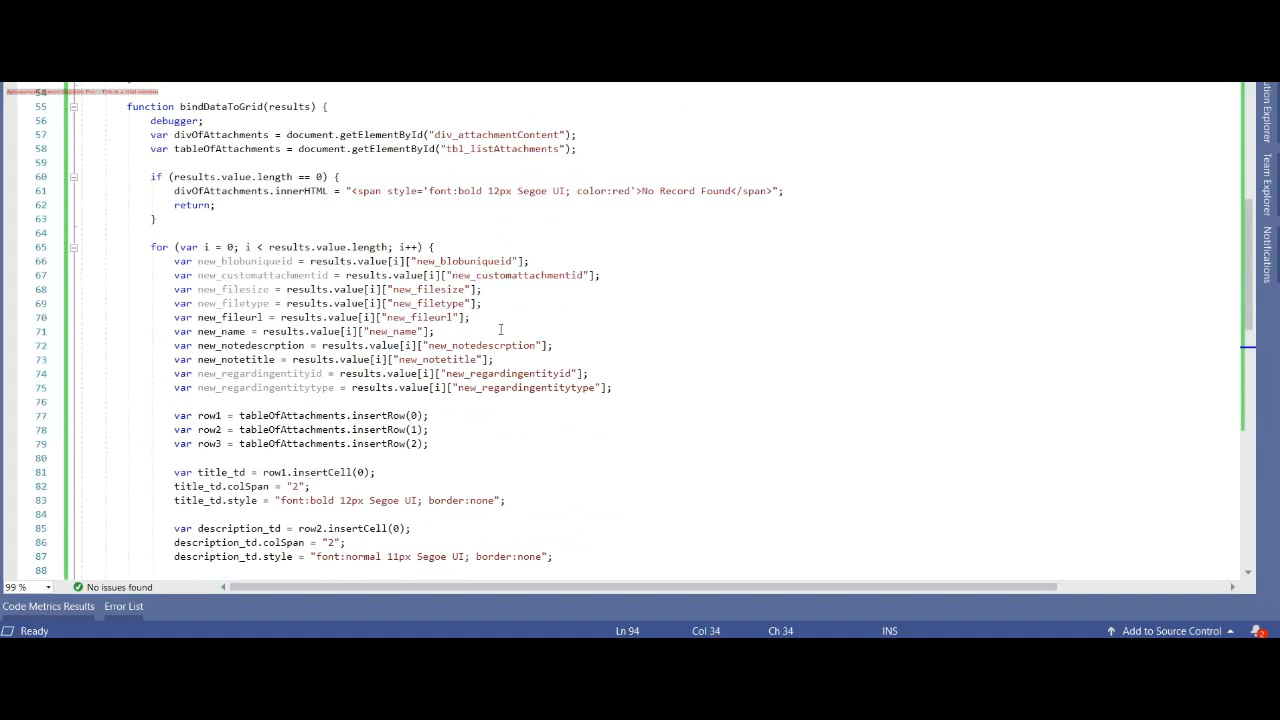 54
55 function bindDataToGrid(results) {
56 debugger;
57 var divOfAttachments = document.getElementById("div_attachmentContent");
58 var tableOfAttachments = document.getElementById("tbl_listAttachments");
59
60 if (results.value.length == 0) {
61 divOfAttachments.innerHTML = "<span style='font:bold 12px Segoe UI; color:red'>No Record Found</span>";
62 return;
63 }
64
65 for (var i = 0; i < results.value.length; i++) {
66 var new_blobuniqueid = results.value[i]["new_blobuniqueid"];
67 var new_customattachmentid = results.value[i]["new_customattachmentid"];
68 var new_filesize = results.value[i]["new_filesize"];
69 var new_filetype = results.value[i]["new_filetype"];
70 var new_fileurl = results.value[i]["new_fileurl"];
71 var new_name = results.value[i]["new_name"];
72 var new_notedescrption = results.value[i]["new_notedescrption"];
73 var new_notetitle = results.value[i]["new_notetitle"];
74 var new_regardingentityid = results.value[i]["new_regardingentityid"];
75 var new_regardingentitytype = results.value[i]["new_regardingentitytype"];
76
77 var row1 = tableOfAttachments.insertRow(0);
78 var row2 = tableOfAttachments.insertRow(1);
79 var row3 = tableOfAttachments.insertRow(2);
80
81 var title_td = row1.insertCell(0);
82 title_td.colSpan = "2";
83 title_td.style = "font:bold 12px Segoe UI; border:none";
84
85 var description_td = row2.insertCell(0);
86 description_td.colSpan = "2";
87 description_td.style = "font:normal 11px Segoe UI; border:none";
88
99 % No issues found
Code Metrics Results Error List
Ready Ln 94 Col 34 Ch 34 INS Add to Source Control 2
ution Explorer
Team Explorer
Notifications